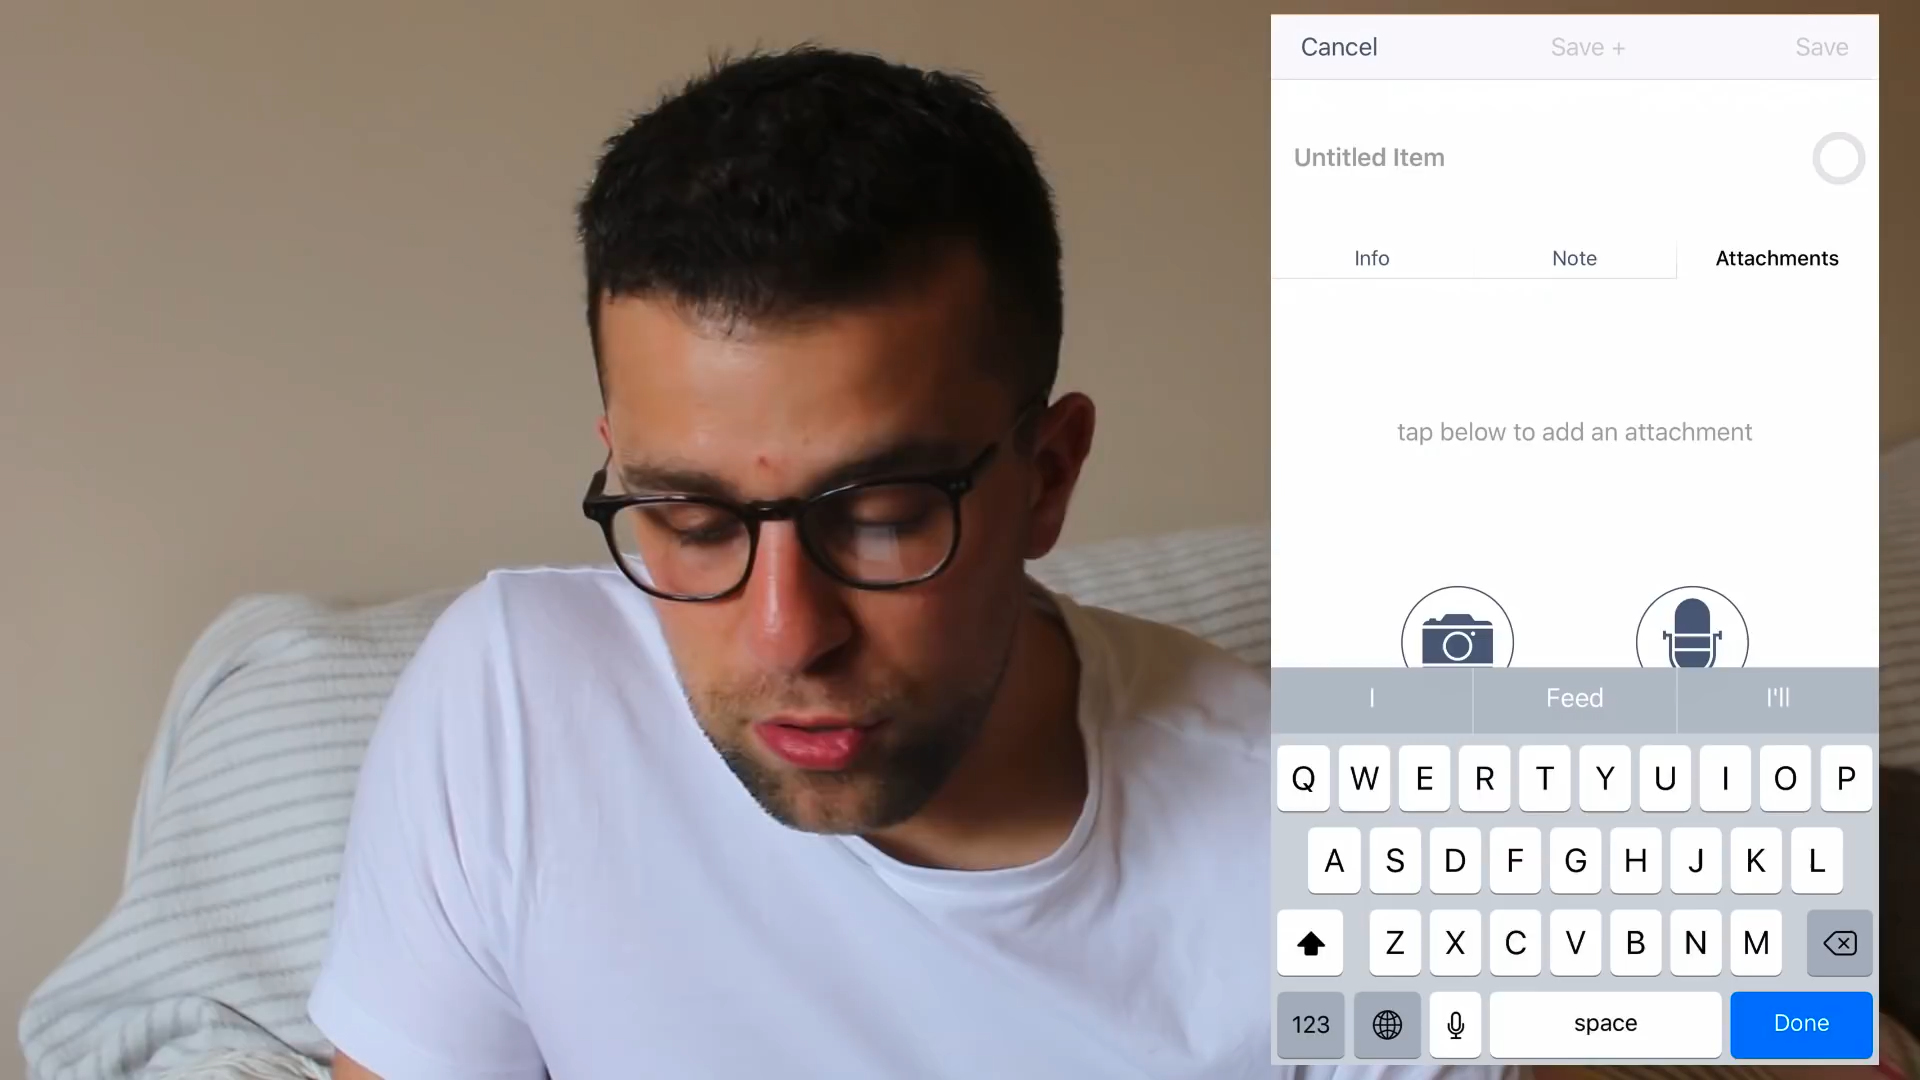 Cancel Save + Save
Untitled Item
Info Note Attachments
tap below to add an attachment
I Feed I'll
Q W E R T Y U I O P
A S D F G H J K L
Z X C V B N M
123 space Done